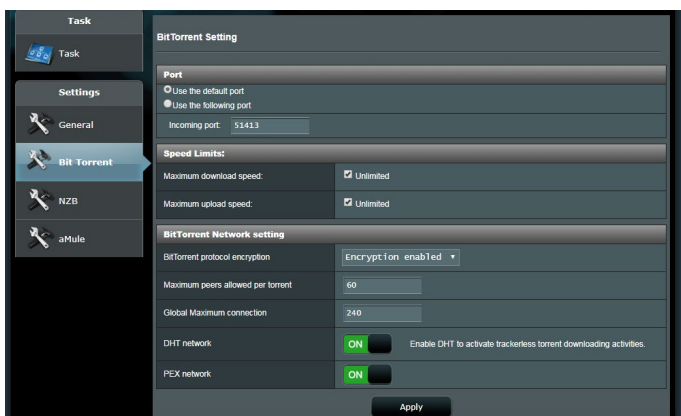 Task
Task
Settings
General
Bit Torrent
NZB
aMule
BitTorrent Setting
Port
Use the default port
Use the following port
Incoming port: 51413
Speed Limits:
Maximum download speed: Unlimited
Maximum upload speed: Unlimited
BitTorrent Network setting
BitTorrent protocol encryption Encryption enabled
Maximum peers allowed per torrent 60
Global Maximum connection 240
DHT network ON Enable DHT to activate trackerless torrent downloading activities.
PEX network ON
Apply